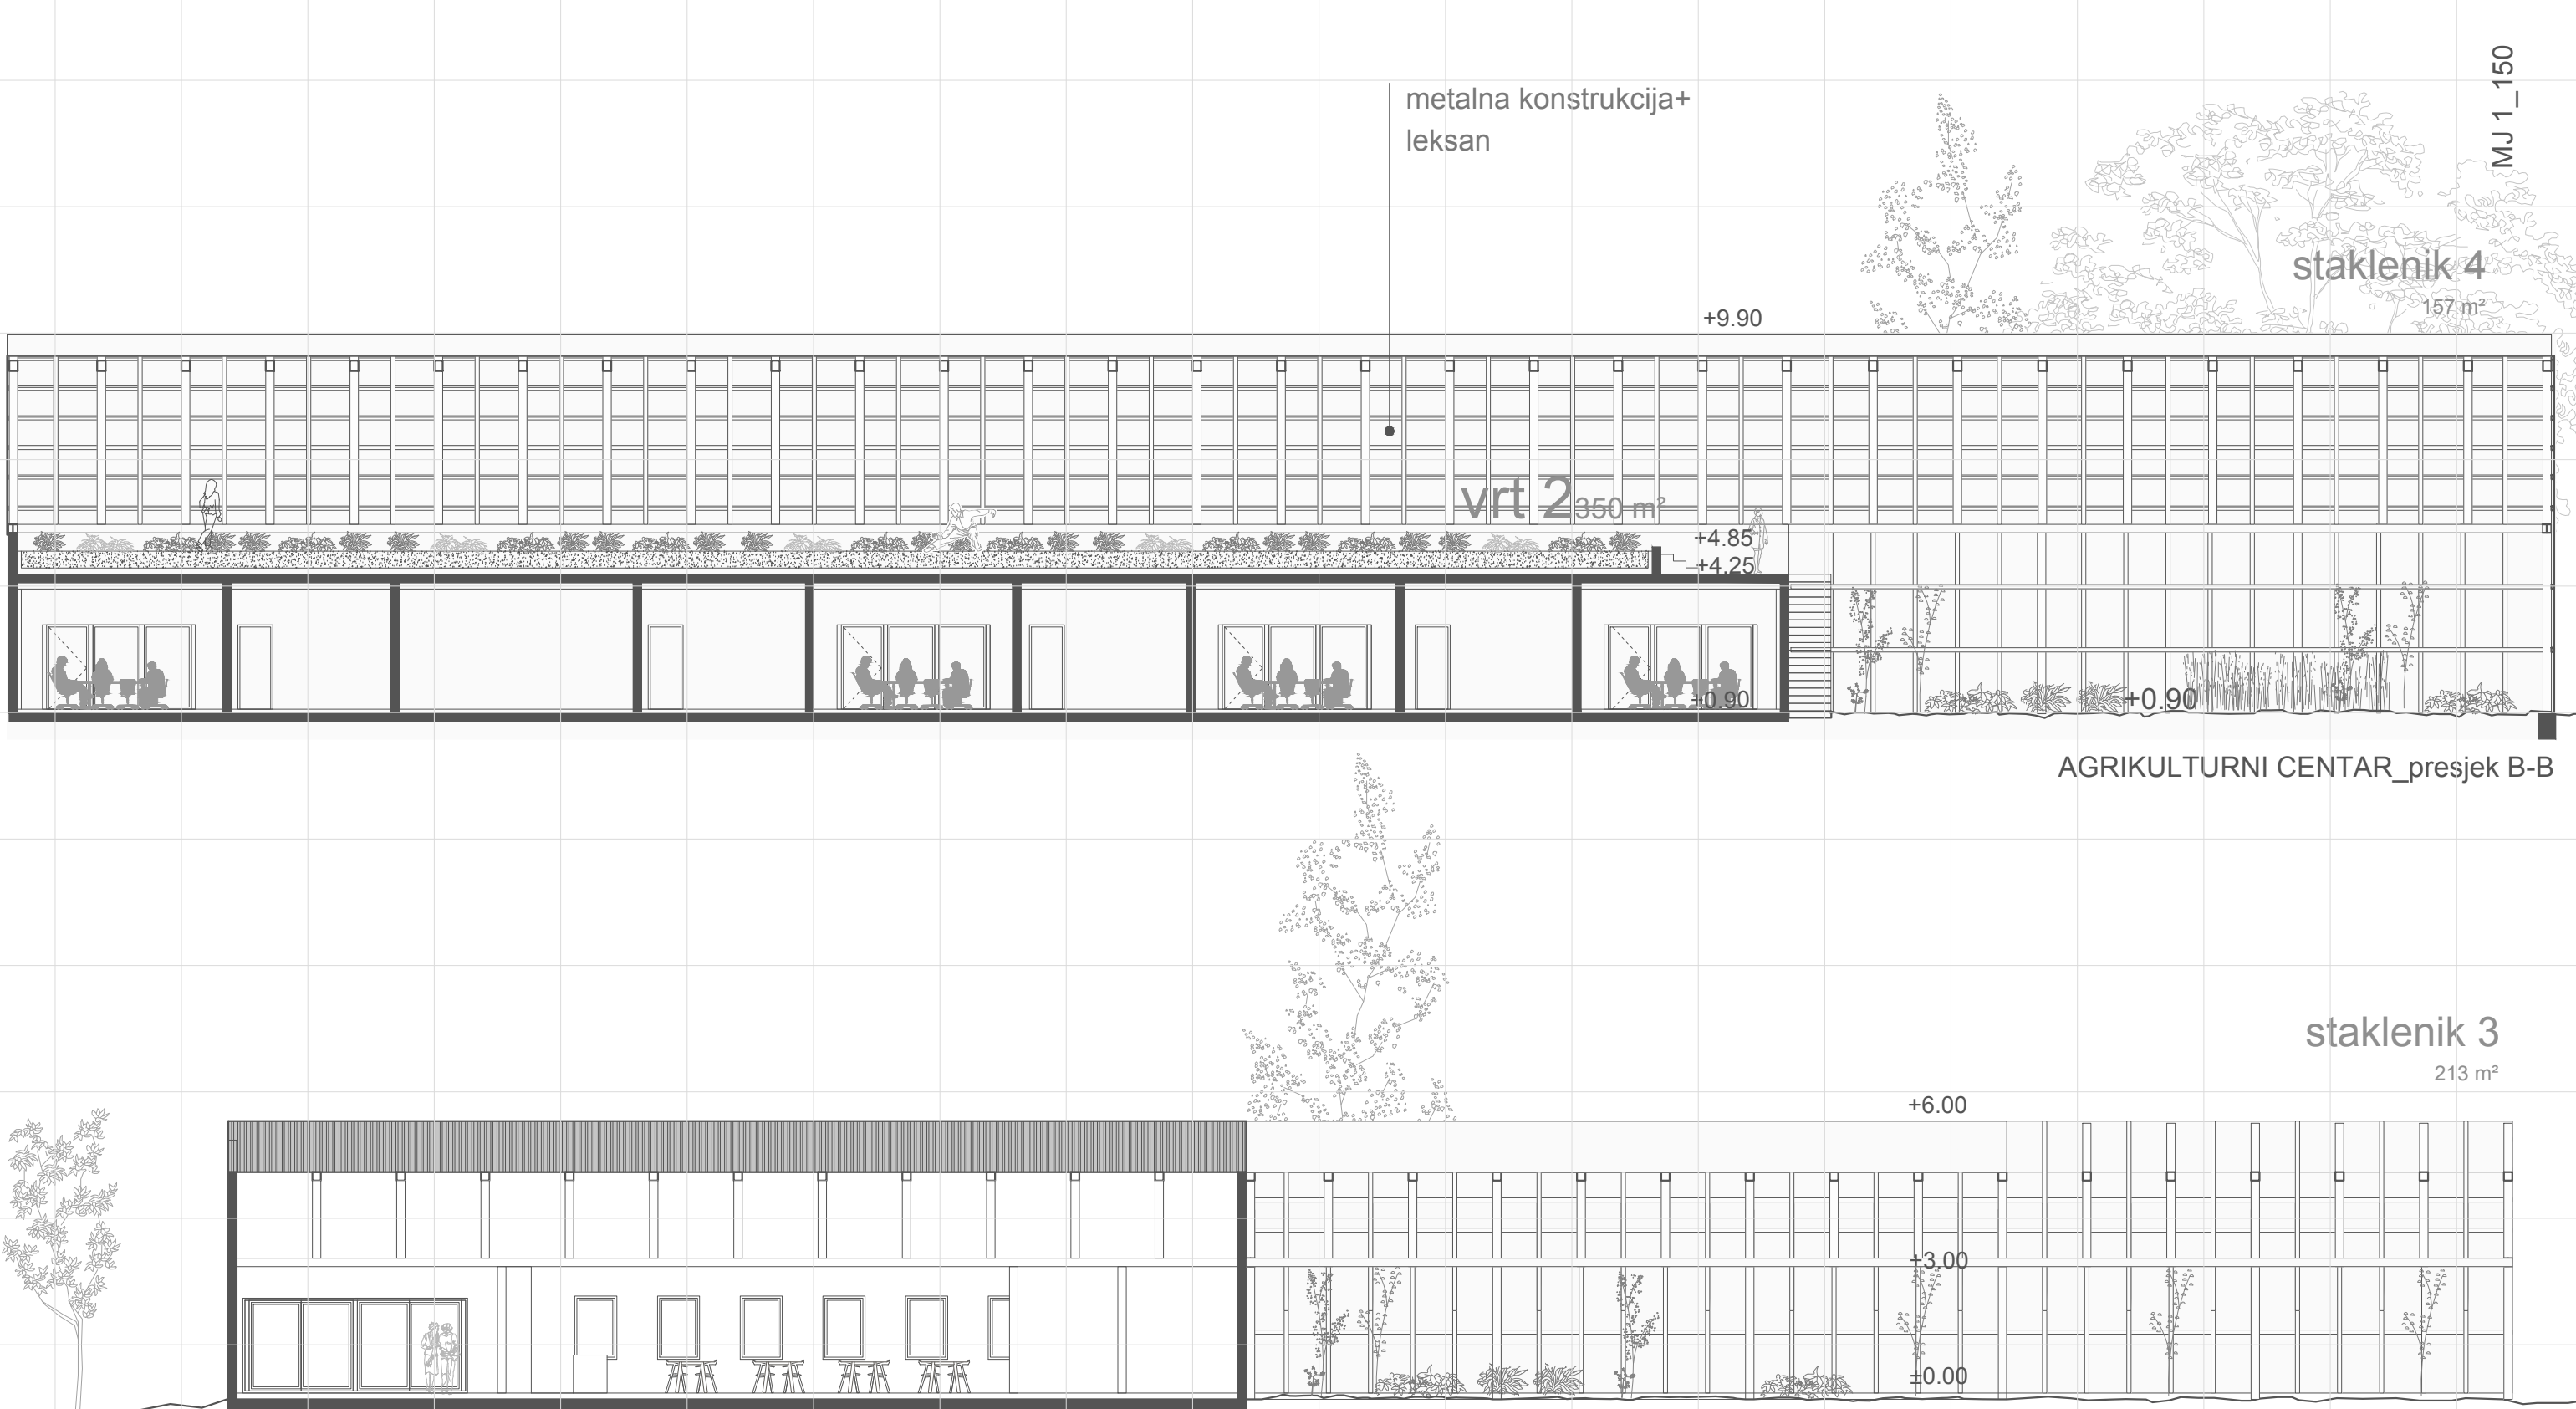 MJ 1_150
metalna konstrukcija+
leksan
staklenik 4
157 m²
+9.90
vrt 2 350 m²
+4.85
+4.25
+0.90
+0.90
AGRIKULTURNI CENTAR_presjek B-B
staklenik 3
213 m²
+6.00
+3.00
±0.00